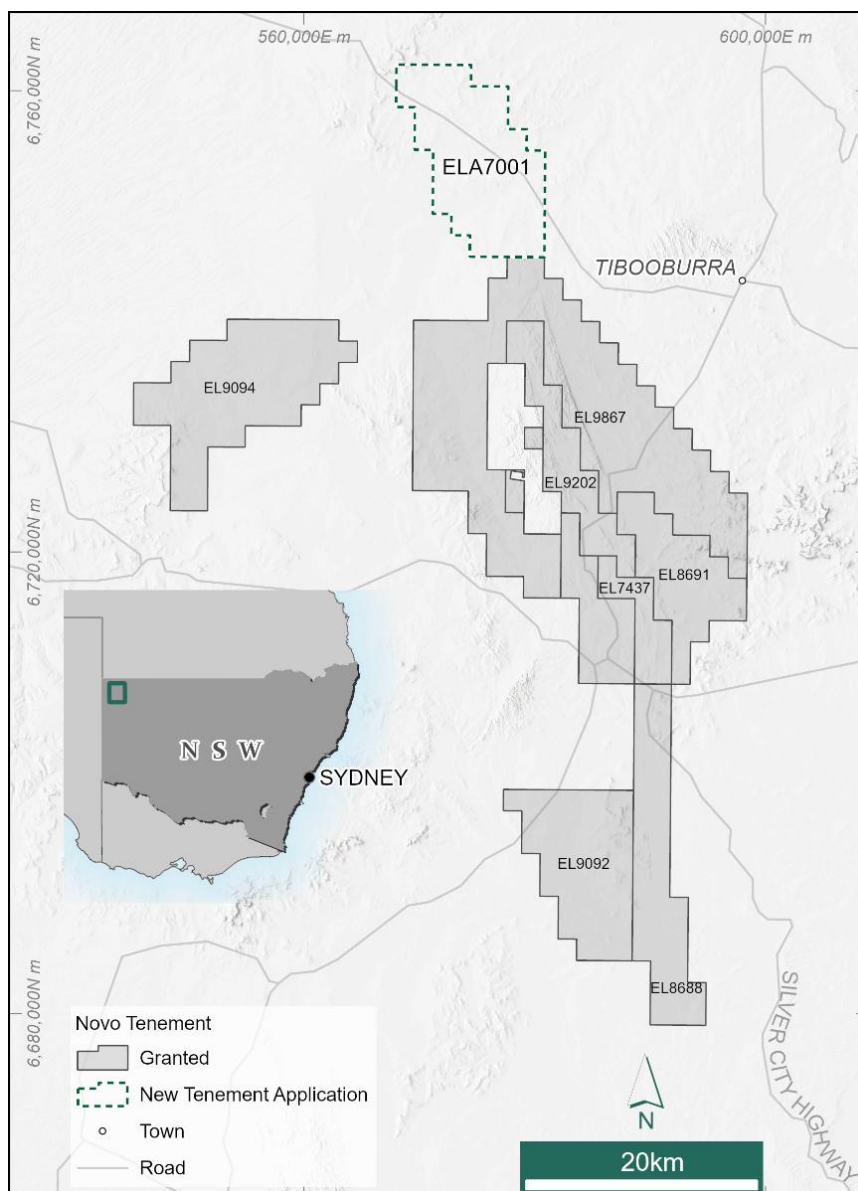 560,000E m
600,000E m
6,760,000N m
ELA7001
TIBOOBURRA
EL9094
EL9867
EL9202
6,720,000N m
EL8691
EL7437
N S W
SYDNEY
EL9092
EL8688
6,680,000N m
SILVER CITY HIGHWAY
Novo Tenement
Granted
New Tenement Application
Town
Road
N
20km